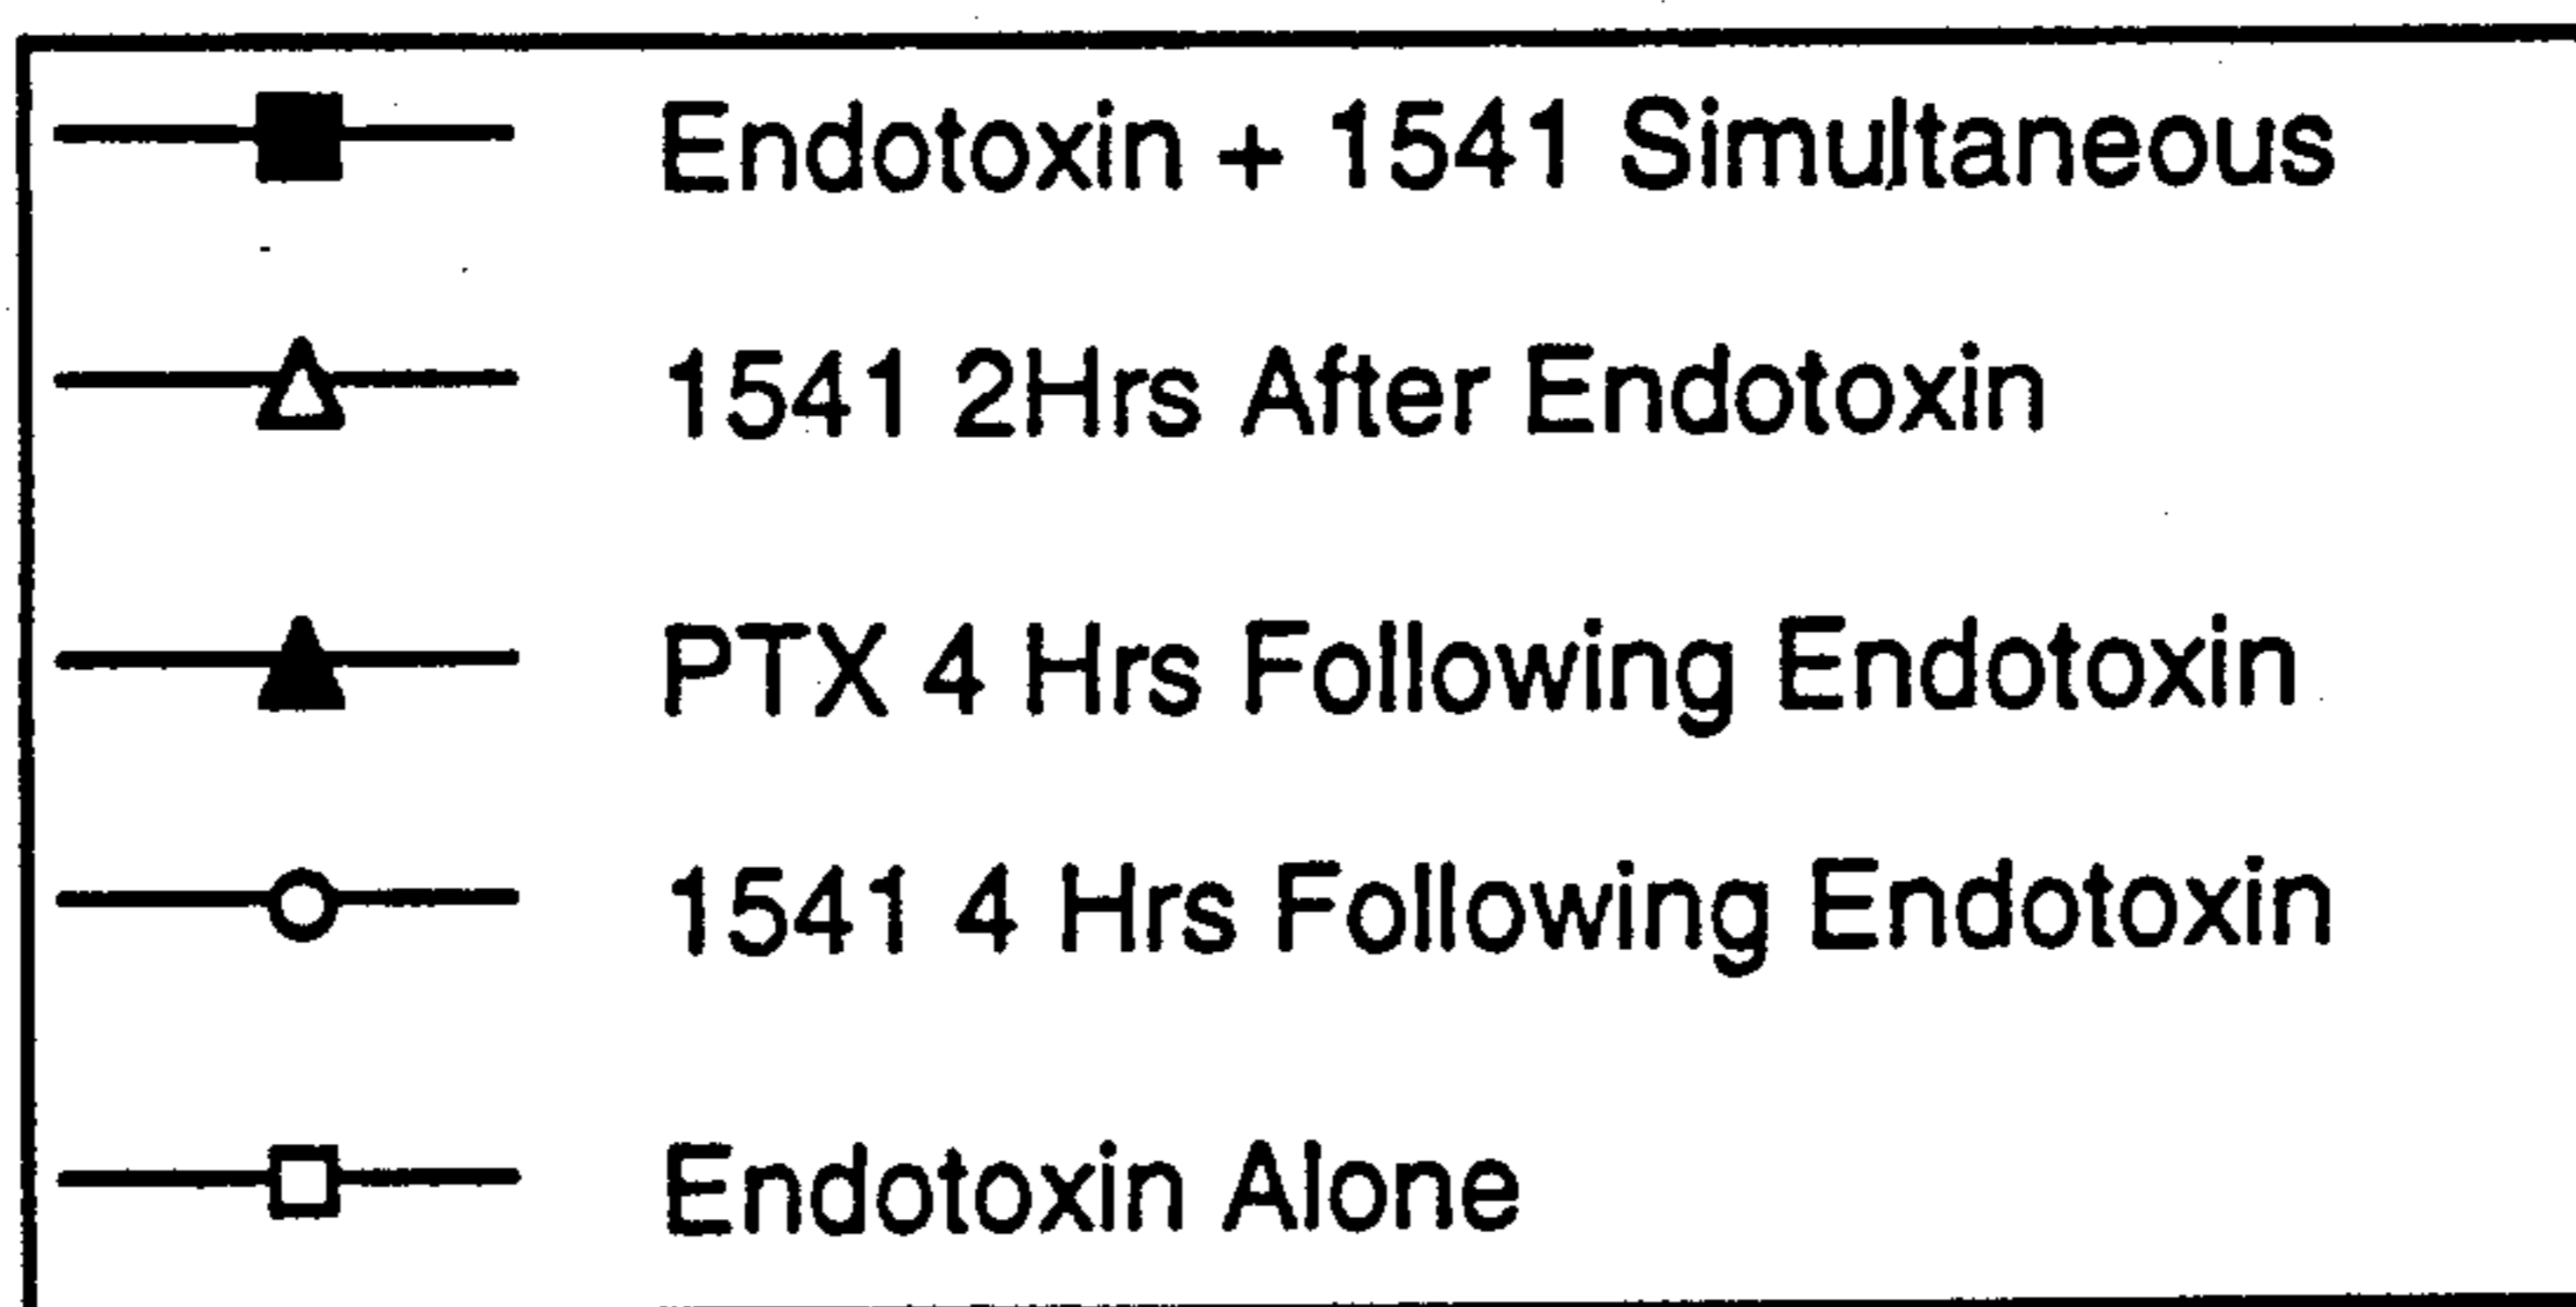 Endotoxin + 1541 Simultaneous
1541 2Hrs After Endotoxin
PTX 4 Hrs Following Endotoxin
1541 4 Hrs Following Endotoxin
Endotoxin Alone